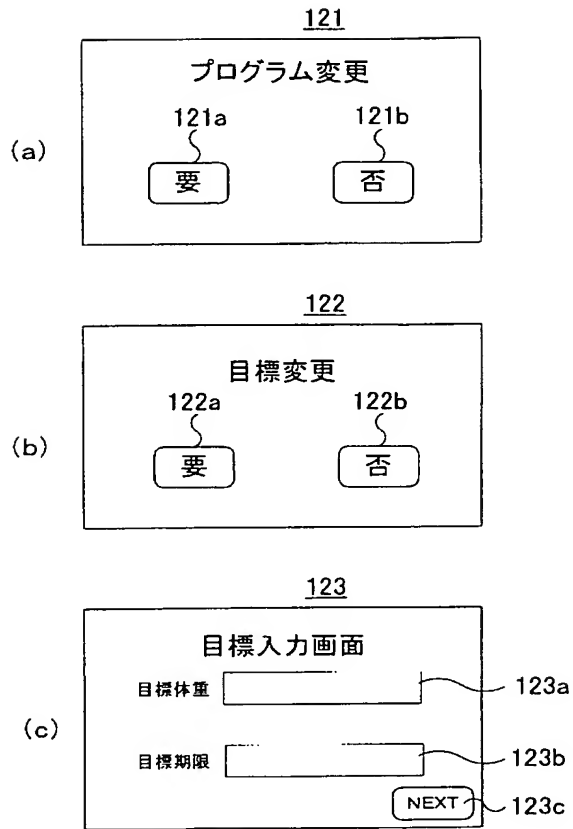 121
プログラム変更
121a 121b
(a)
要 否
122
目標変更
122a 122b
(b)
要 否
123
目標入力画面
目標体重 123a
(c)
目標期限 123b
NEXT 123c